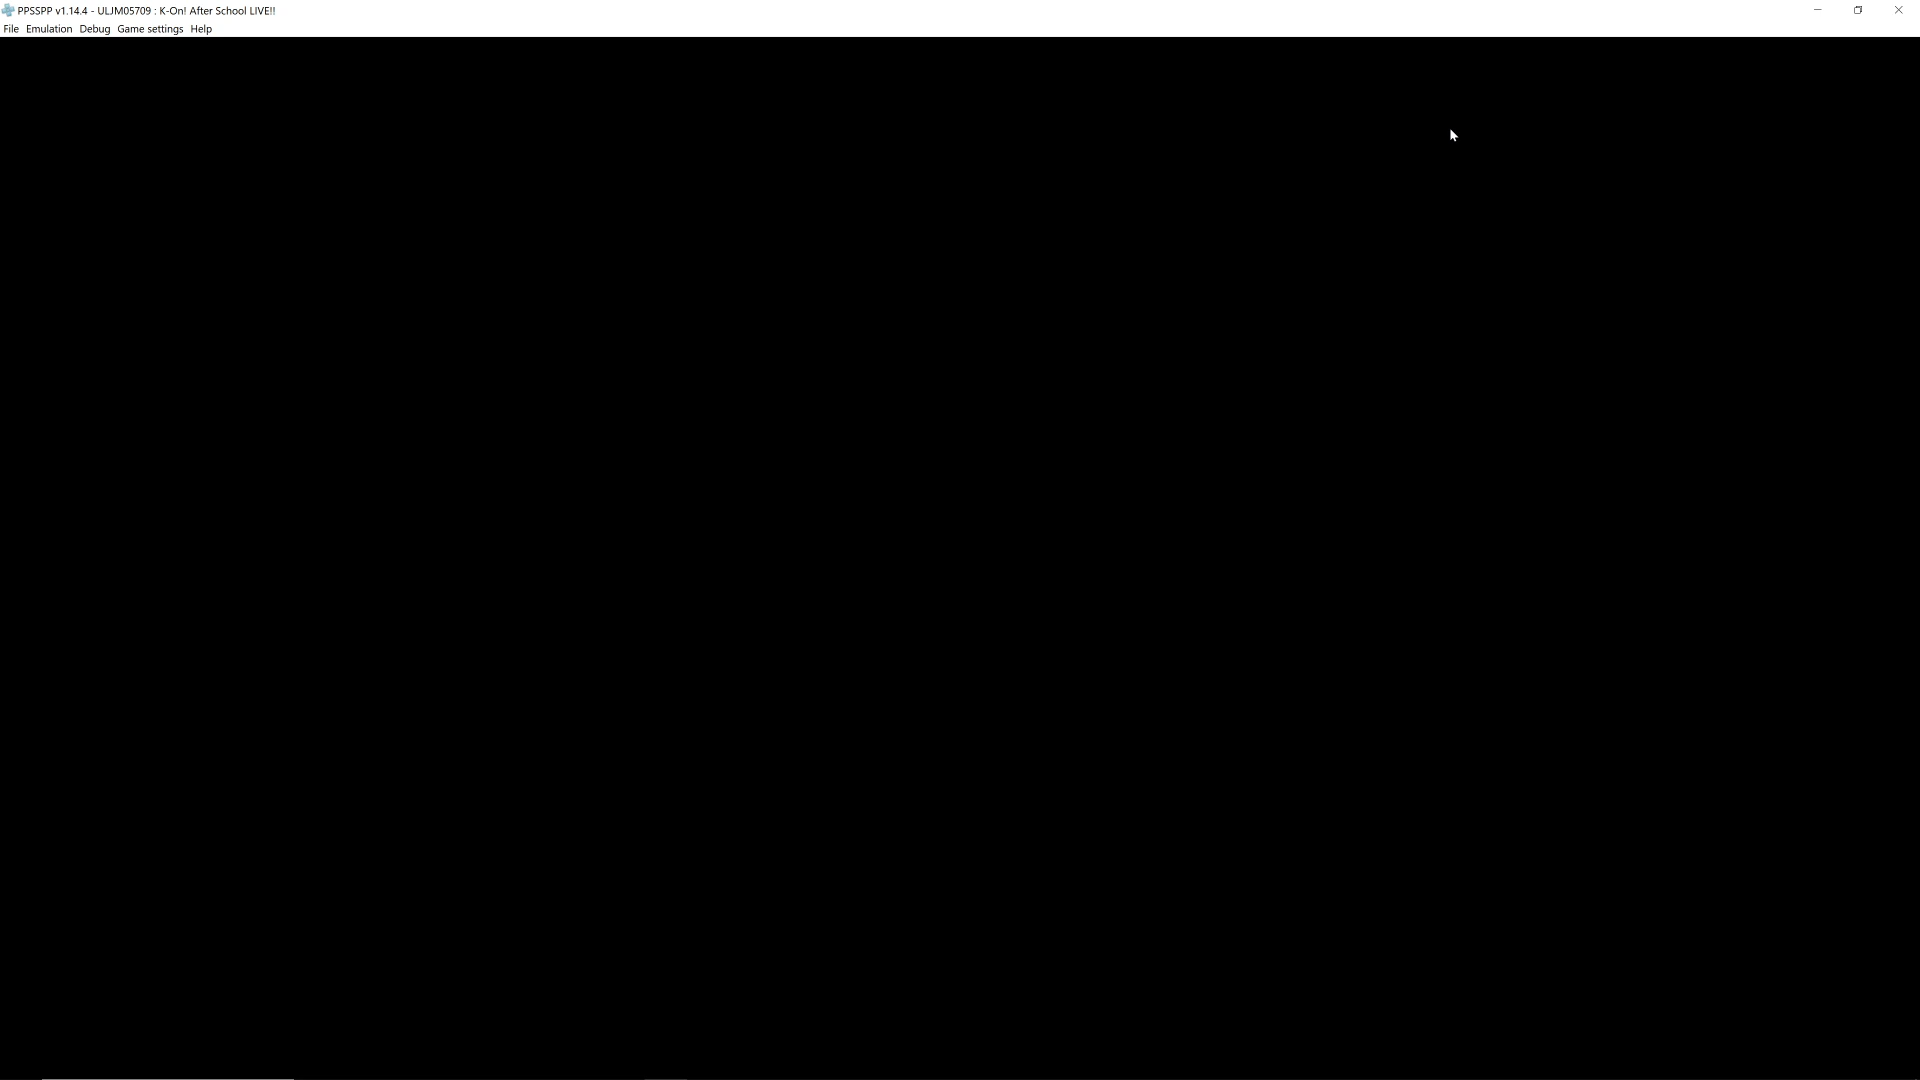 PPSSPP v1.14.4 - ULJM05709 : K-On! After School LIVE!!
File Emulation Debug Game settings Help